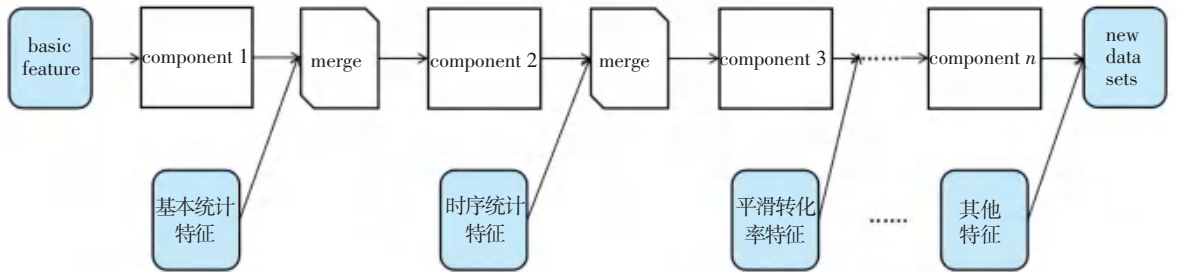 basic
feature
component 1
merge
component 2
merge
component 3
······
component n
new
data
sets
基本统计
特征
时序统计
特征
平滑转化
率特征
······
其他
特征